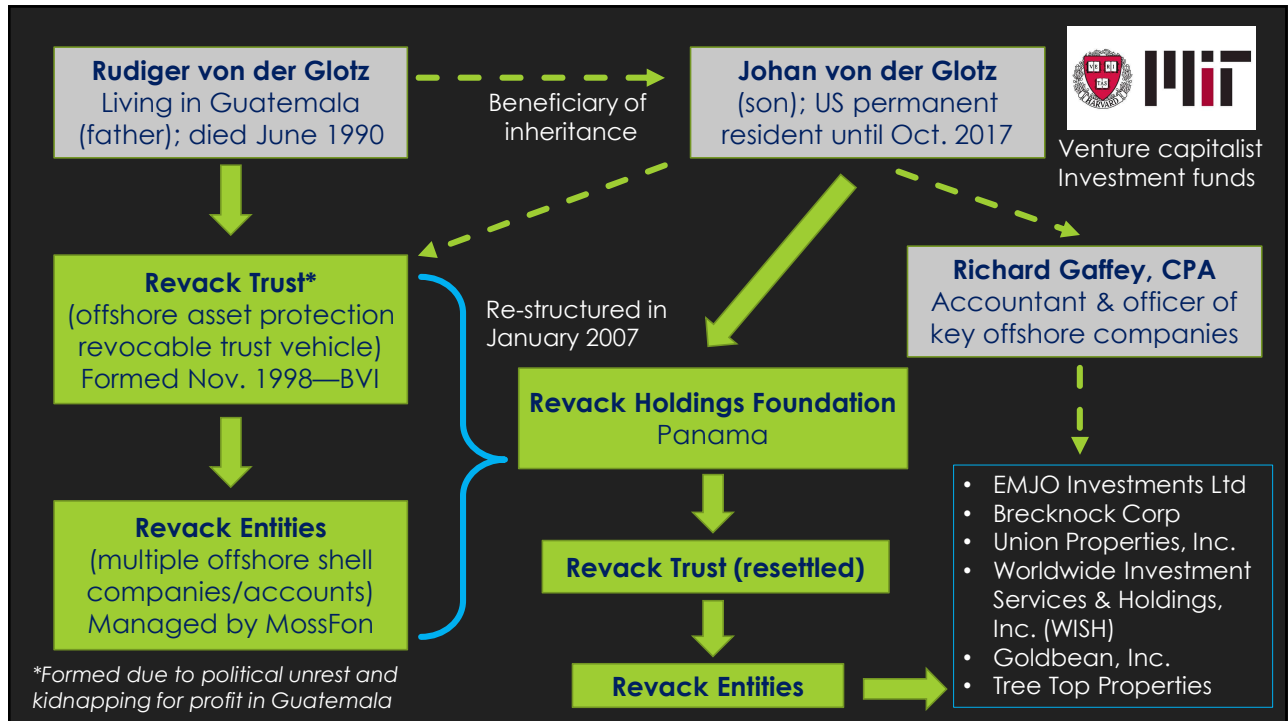 Rudiger von der Glotz
Living in Guatemala
(father); died June 1990
Beneficiary of
inheritance
Johan von der Glotz
(son); US permanent
resident until Oct. 2017
VE RI
TAS
HARVARD
MiT
Venture capitalist
Investment funds
Revack Trust*
(offshore asset protection
revocable trust vehicle)
Formed Nov. 1998—BVI
Re-structured in
January 2007
Richard Gaffey, CPA
Accountant & officer of
key offshore companies
Revack Holdings Foundation
Panama
Revack Entities
(multiple offshore shell
companies/accounts)
Managed by MossFon
Revack Trust (resettled)
Revack Entities
• EMJO Investments Ltd
• Brecknock Corp
• Union Properties, Inc.
• Worldwide Investment
Services & Holdings,
Inc. (WISH)
• Goldbean, Inc.
• Tree Top Properties
*Formed due to political unrest and
kidnapping for profit in Guatemala